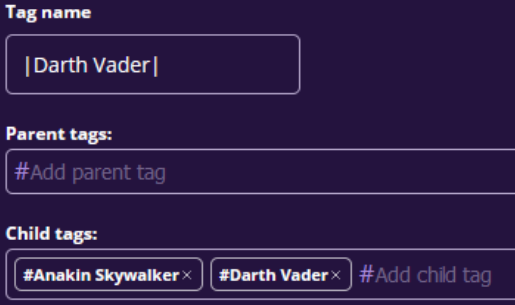 Tag name
|Darth Vader|
Parent tags:
#Add parent tag
Child tags:
#Anakin Skywalker× #Darth Vader× #Add child tag